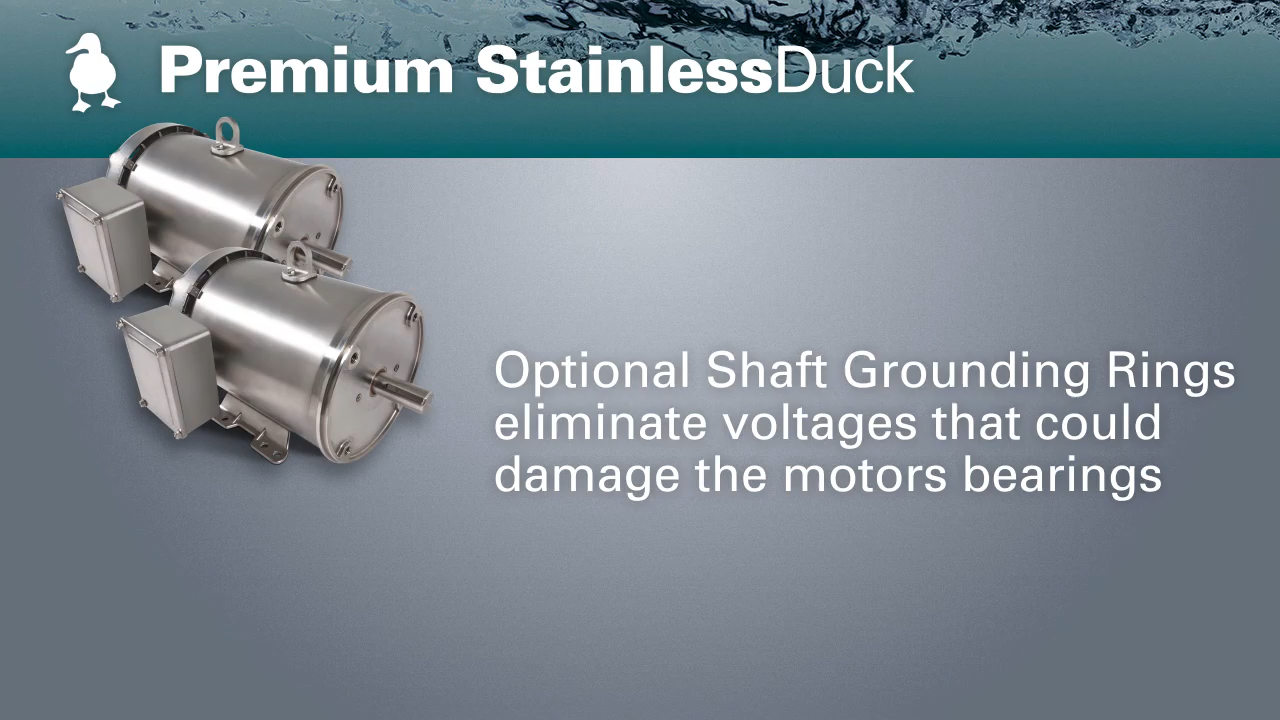 Premium StainlessDuck
Optional Shaft Grounding Rings
eliminate voltages that could
damage the motors bearings